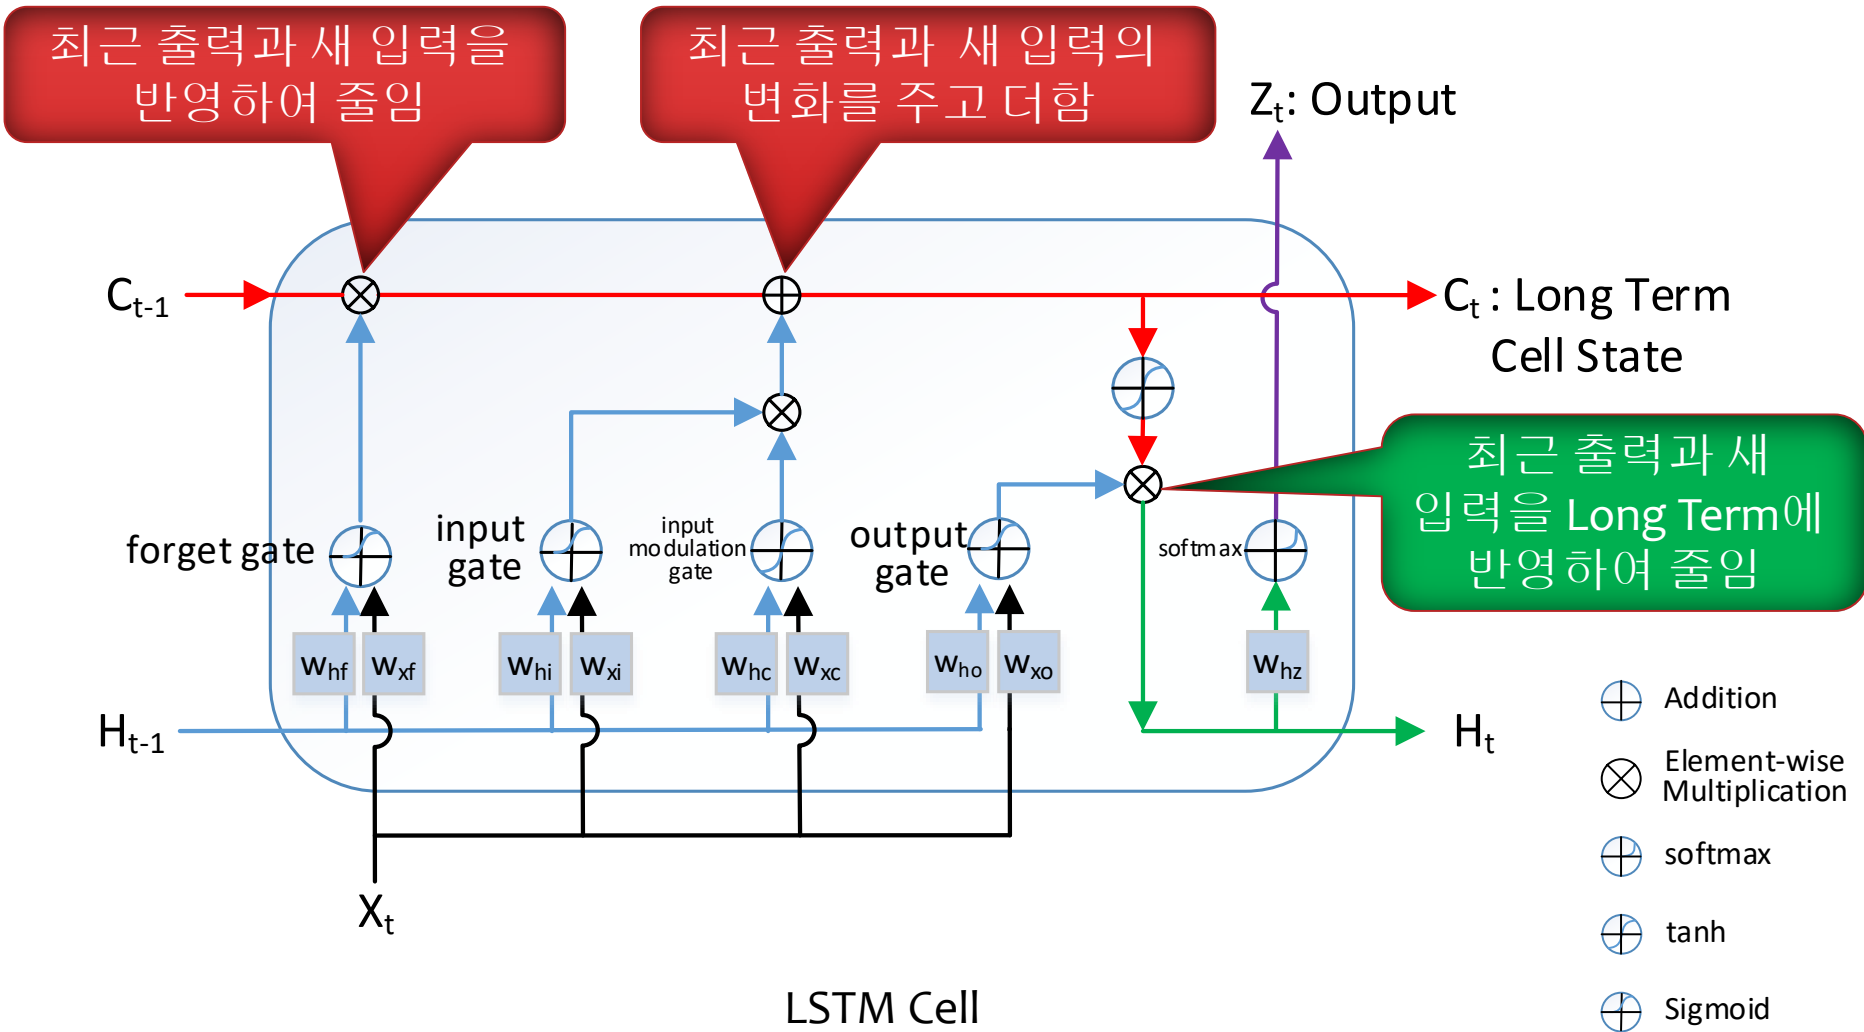 최근 출력과 새 입력을
반영하여 줄임
최근 출력과 새 입력의
변화를 주고 더함
Zt: Output
Ct-1
Ct : Long Term
Cell State
최근 출력과 새
입력을 Long Term에
반영하여 줄임
forget gate
input
gate
input
modulation
gate
output
gate
softmax
whf wxf
whi wxi
whc wxc
who wxo
whz
Ht-1
Ht
Xt
Addition
Element-wise
Multiplication
softmax
tanh
Sigmoid
LSTM Cell